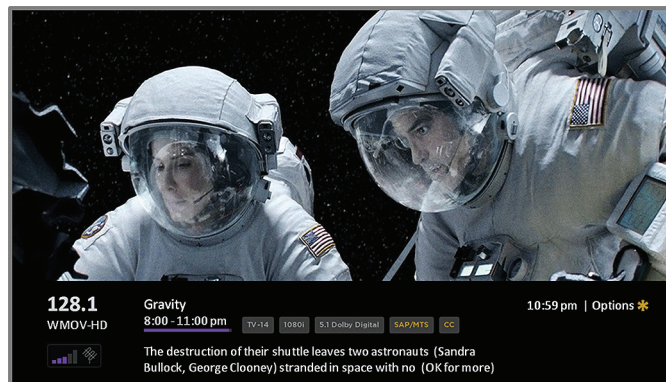 128.1
WMOV-HD
Gravity
8:00 - 11:00 pm
TV-14 1080i 5.1 Dolby Digital SAP/MTS CC
The destruction of their shuttle leaves two astronauts (Sandra
Bullock, George Clooney) stranded in space with no (OK for more)
10:59 pm | Options